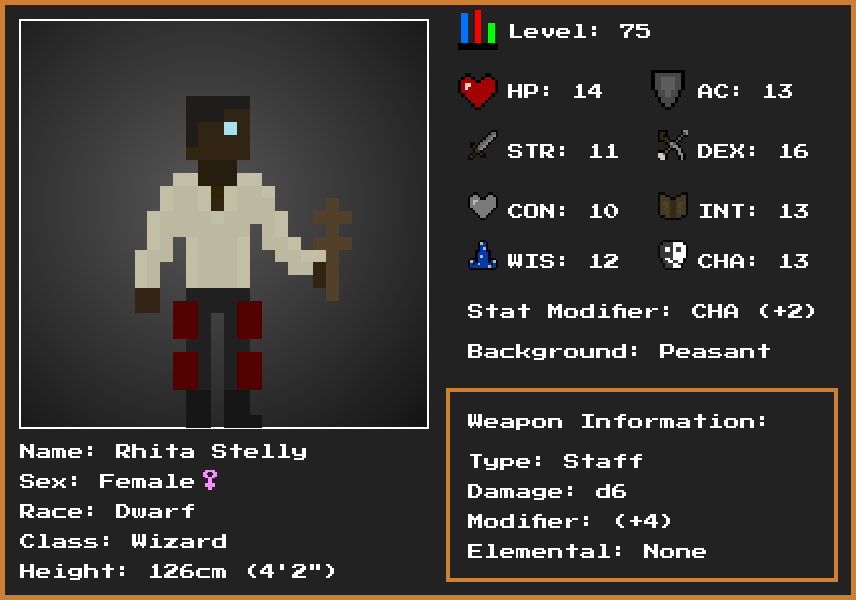 Level: 75
HP: 14 AC: 13
STR: 11 DEX: 16
CON: 10 INT: 13
WIS: 12 CHA: 13
Stat Modifier: CHA (+2)
Background: Peasant
Weapon Information:
Type: Staff
Damage: d6
Modifier: (+4)
Elemental: None
Name: Rhita Stelly
Sex: Female♀
Race: Dwarf
Class: Wizard
Height: 126cm (4'2")